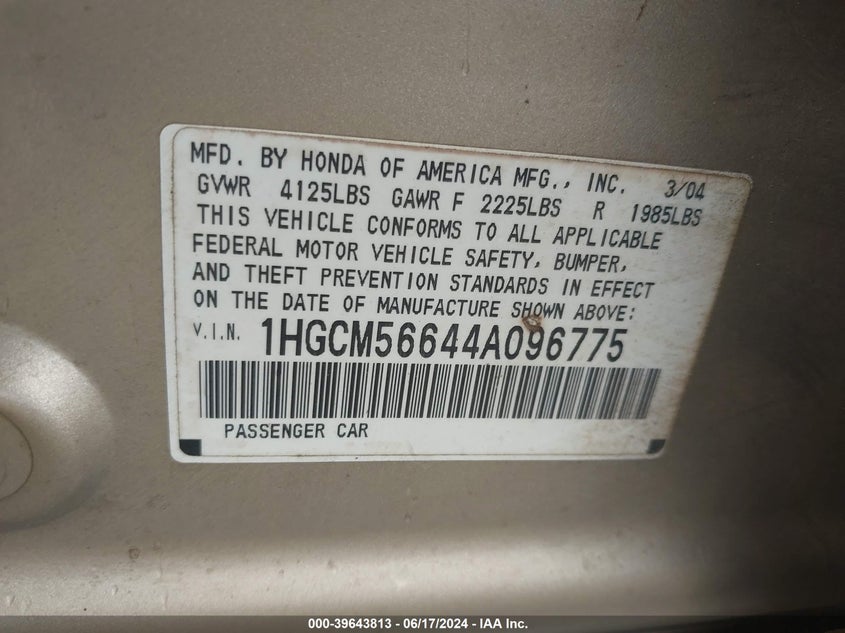 MFD. BY HONDA OF AMERICA MFG., INC. 3/04
GVWR 4125LBS GAWR F 2225LBS R 1985LBS
THIS VEHICLE CONFORMS TO ALL APPLICABLE
FEDERAL MOTOR VEHICLE SAFETY, BUMPER,
AND THEFT PREVENTION STANDARDS IN EFFECT
ON THE DATE OF MANUFACTURE SHOWN ABOVE:
V.I.N. 1HGCM56644A096775
PASSENGER CAR
000-39643813 - 06/17/2024 - IAA Inc.